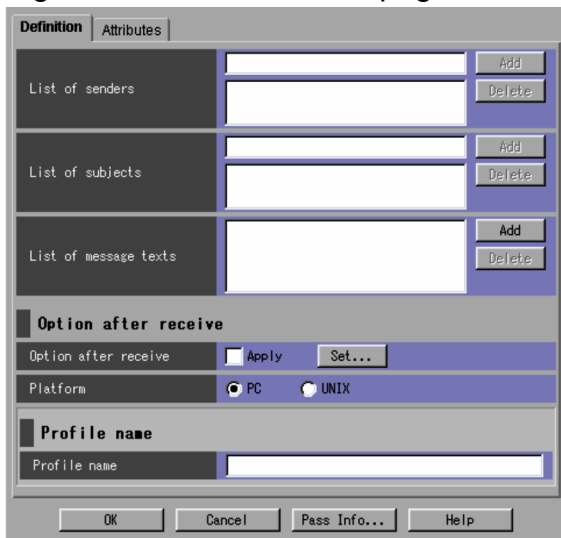 Definition Attributes
Add
List of senders Delete
Add
List of subjects Delete
Add
List of message texts Delete
Option after receive
Option after receive Apply Set...
Platform PC UNIX
Profile name
Profile name
OK Cancel Pass Info... Help